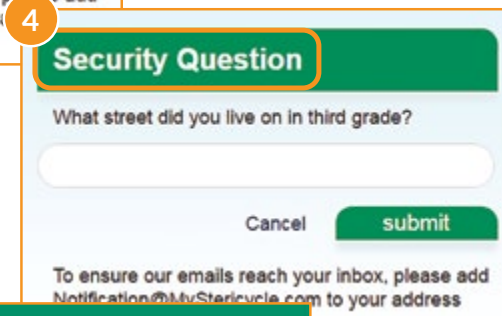 4
Security Question
What street did you live on in third grade?
Cancel
submit
To ensure our emails reach your inbox, please add
Notification@MyStericycle.com to your address